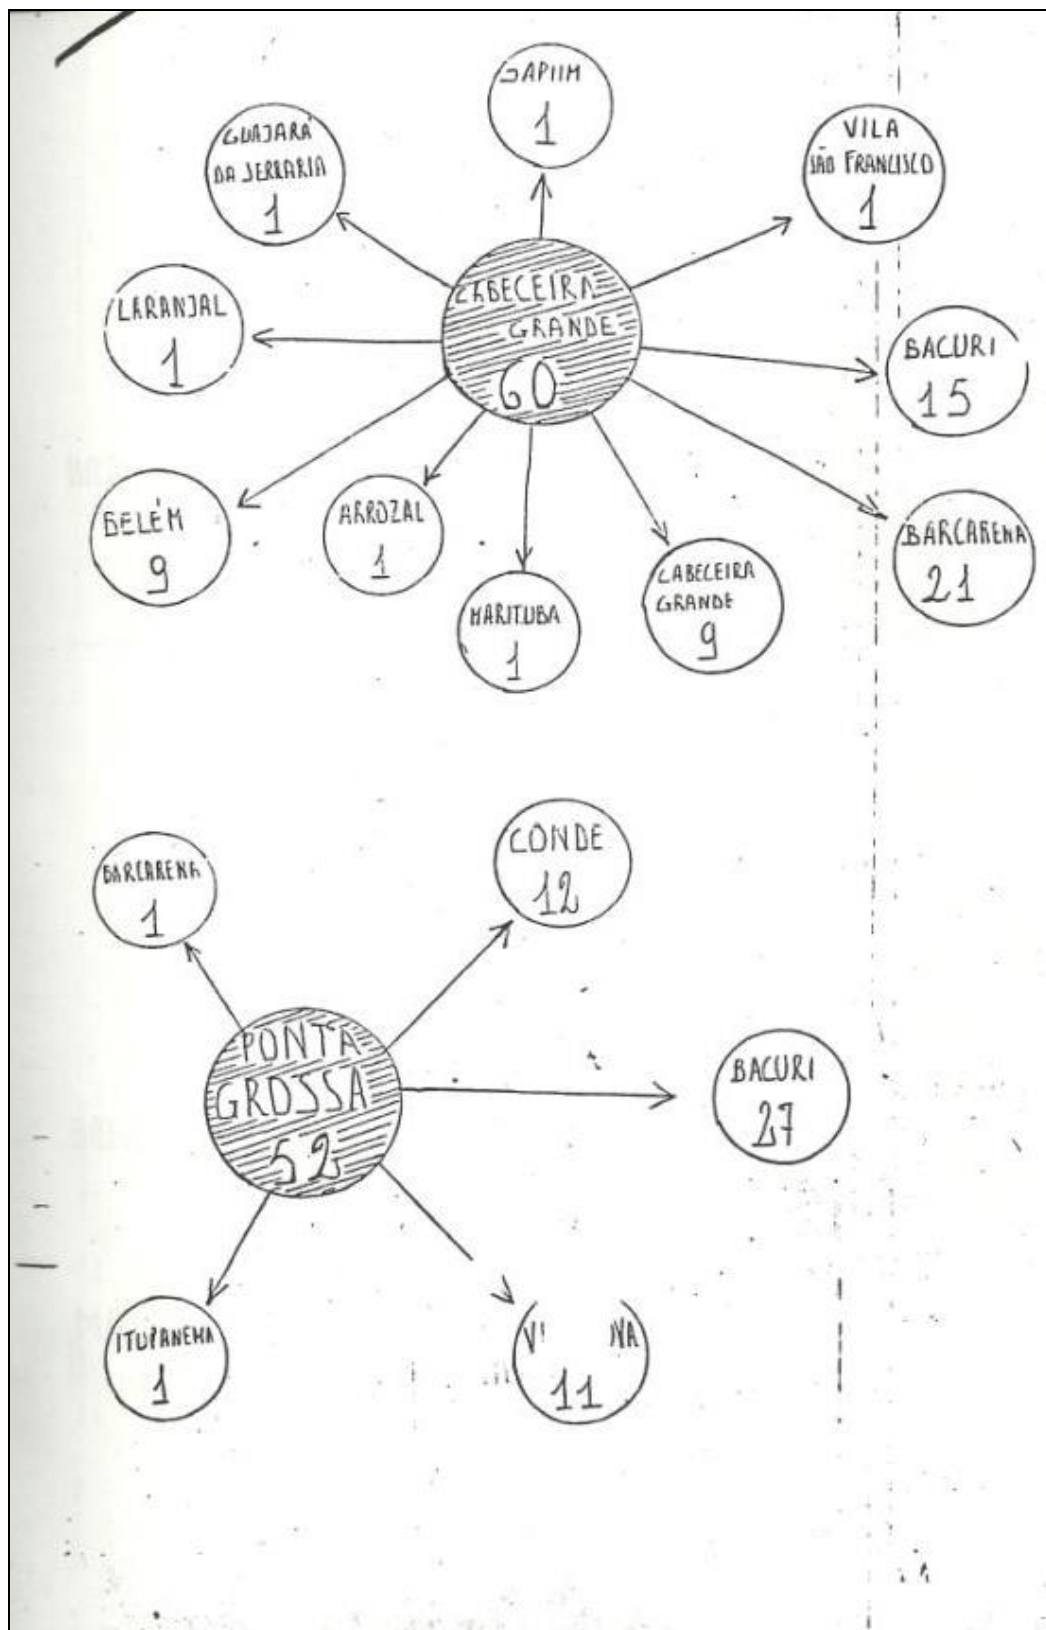 GAPIIM
1
GUAJARÁ
DA SERRARIA
1
VILA
SÃO FRANCISCO
1
LARANJAL
1
CABECEIRA
GRANDE
60
BACURI
15
BELÉM
9
ARROZAL
1
MARITUBA
1
CABECEIRA
GRANDE
9
BARCARENA
21
BARCARENA
1
CONDE
12
PONTA
GROSSA
52
BACURI
27
ITUPANEMA
1
11